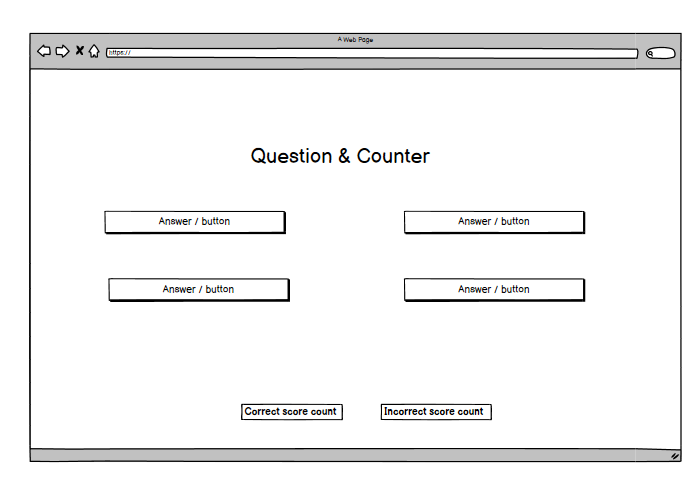 A Web Page
https://
Question & Counter
Answer / button
Answer / button
Answer / button
Answer / button
Correct score count
Incorrect score count